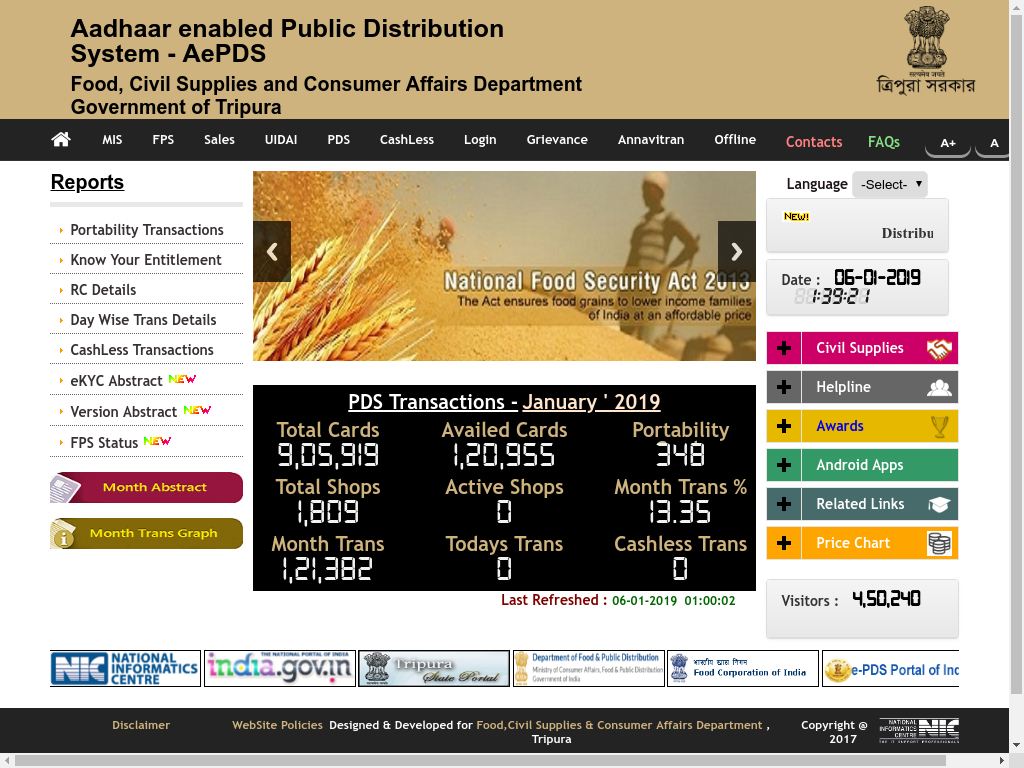 Aadhaar enabled Public Distribution
System - AePDS
Food, Civil Supplies and Consumer Affairs Department
Government of Tripura
सत्यमेव जयते
ত্রিপুরা সরকার
MIS FPS Sales UIDAI PDS CashLess Login Grievance Annavitran Offline Contacts FAQs A+ A
Reports
Portability Transactions
Know Your Entitlement
RC Details
Day Wise Trans Details
CashLess Transactions
eKYC Abstract NEW
Version Abstract NEW
FPS Status NEW
Month Abstract
Month Trans Graph
National Food Security Act 2013
The Act ensures food grains to lower income families
of India at an affordable price
PDS Transactions - January ' 2019
Total Cards Availed Cards Portability
9,05,919 1,20,955 348
Total Shops Active Shops Month Trans %
1,809 0 13.35
Month Trans Todays Trans Cashless Trans
1,21,382 0 0
Last Refreshed : 06-01-2019 01:00:02
Language -Select-
NEW!
Distribu
Date : 06-01-2019
1:39:21
Civil Supplies
Helpline
Awards
Android Apps
Related Links
Price Chart
Visitors : 4,50,240
NIC NATIONAL INFORMATICS CENTRE
THE NATIONAL PORTAL OF INDIA
india.gov.in
Tripura
State Portal
Department of Food & Public Distribution
Ministry of Consumer Affairs, Food & Public Distribution
Government of India
भारतीय खाद्य निगम
Food Corporation of India
e-PDS Portal of Ind
Disclaimer WebSite Policies Designed & Developed for Food,Civil Supplies & Consumer Affairs Department ,
Tripura
Copyright @
2017
NATIONAL
INFORMATICS
CENTRE
NIC
THE IT SUPPORT PROFESSIONALS